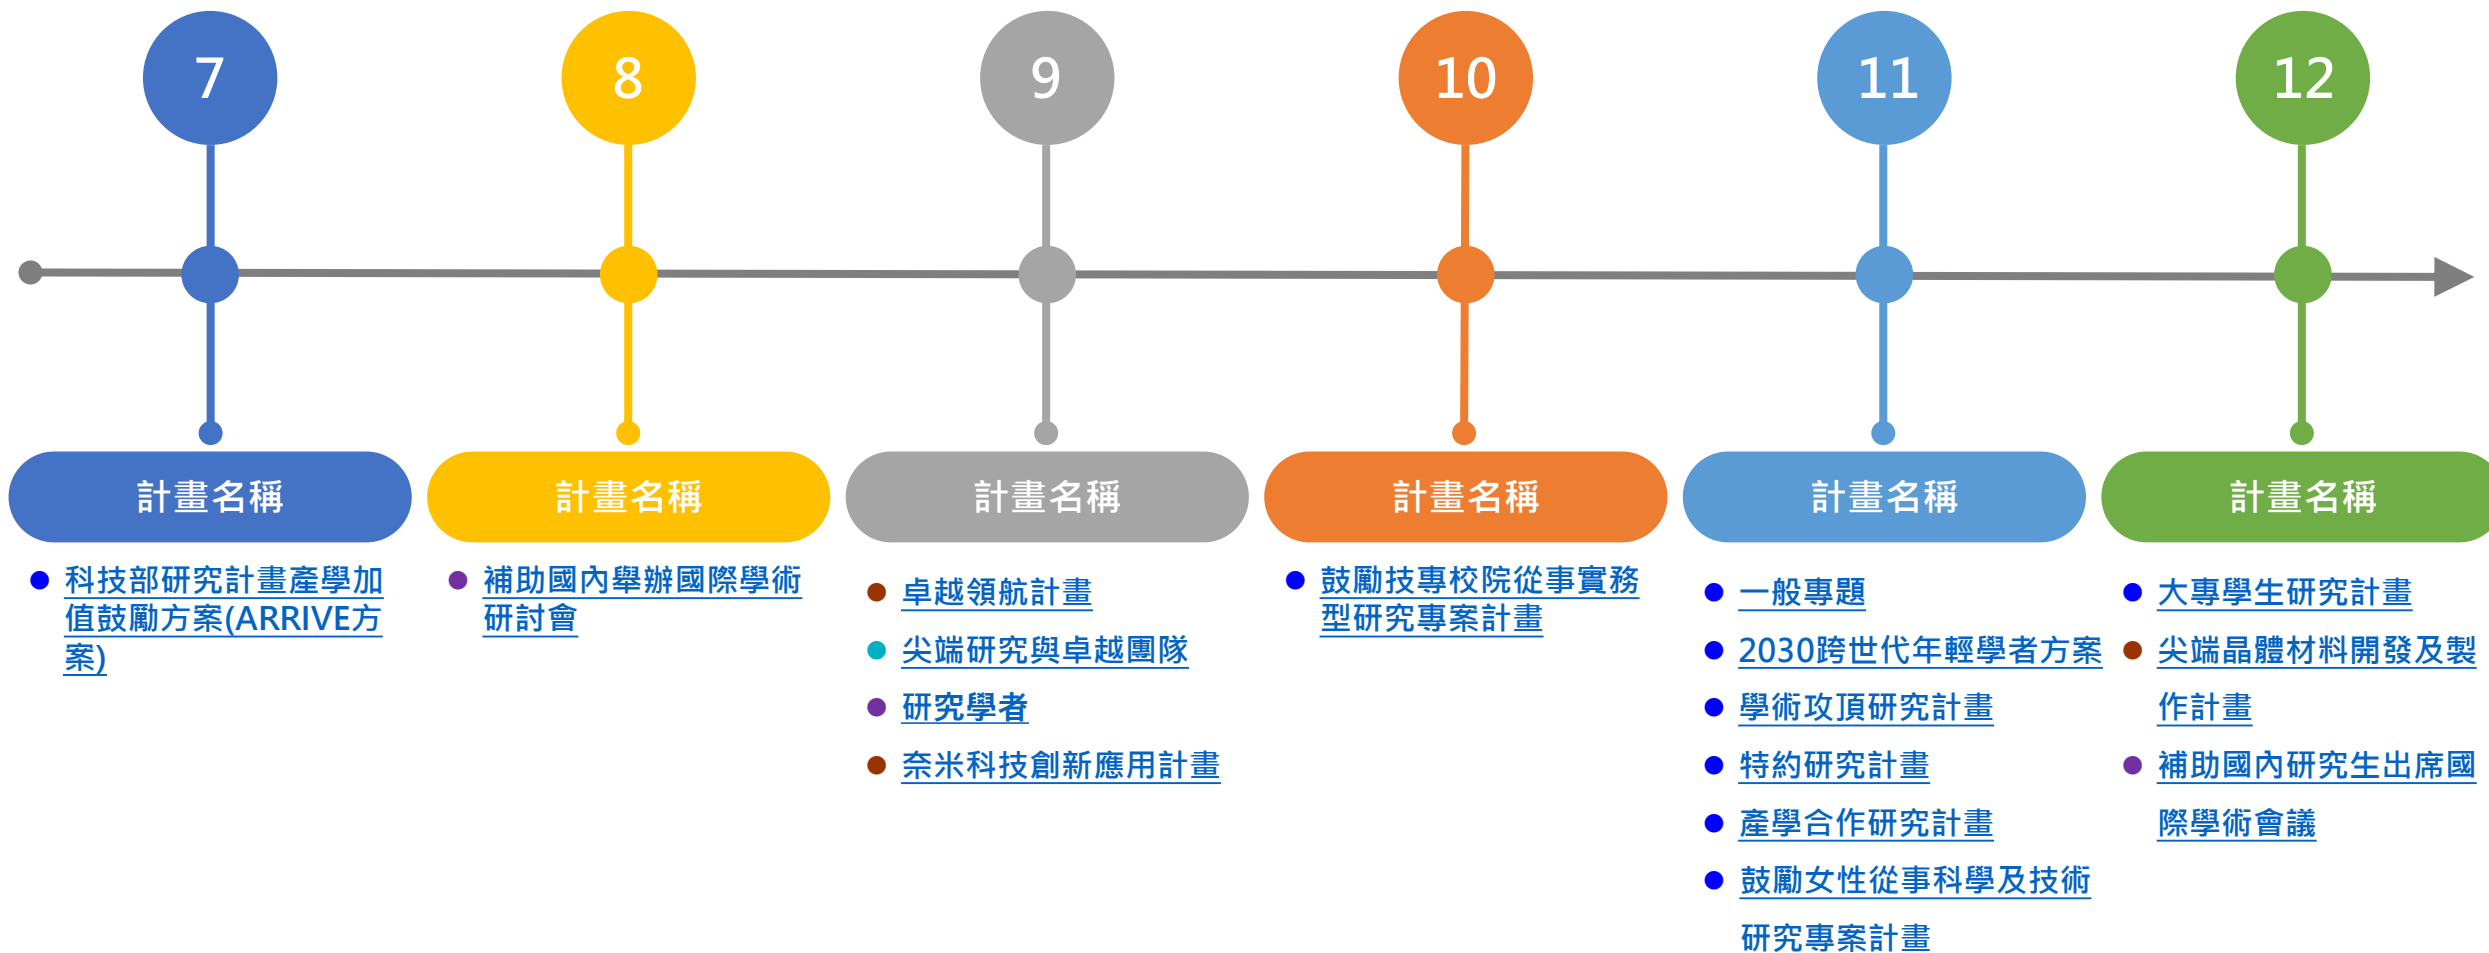 7
8
9
10
11
12
計畫名稱
計畫名稱
計畫名稱
計畫名稱
計畫名稱
計畫名稱
科技部研究計畫產學加
值鼓勵方案(ARRIVE方
案)
補助國內舉辦國際學術
研討會
卓越領航計畫
尖端研究與卓越團隊
研究學者
奈米科技創新應用計畫
鼓勵技專校院從事實務
型研究專案計畫
一般專題
2030跨世代年輕學者方案
學術攻頂研究計畫
特約研究計畫
產學合作研究計畫
鼓勵女性從事科學及技術
研究專案計畫
大專學生研究計畫
尖端晶體材料開發及製
作計畫
補助國內研究生出席國
際學術會議